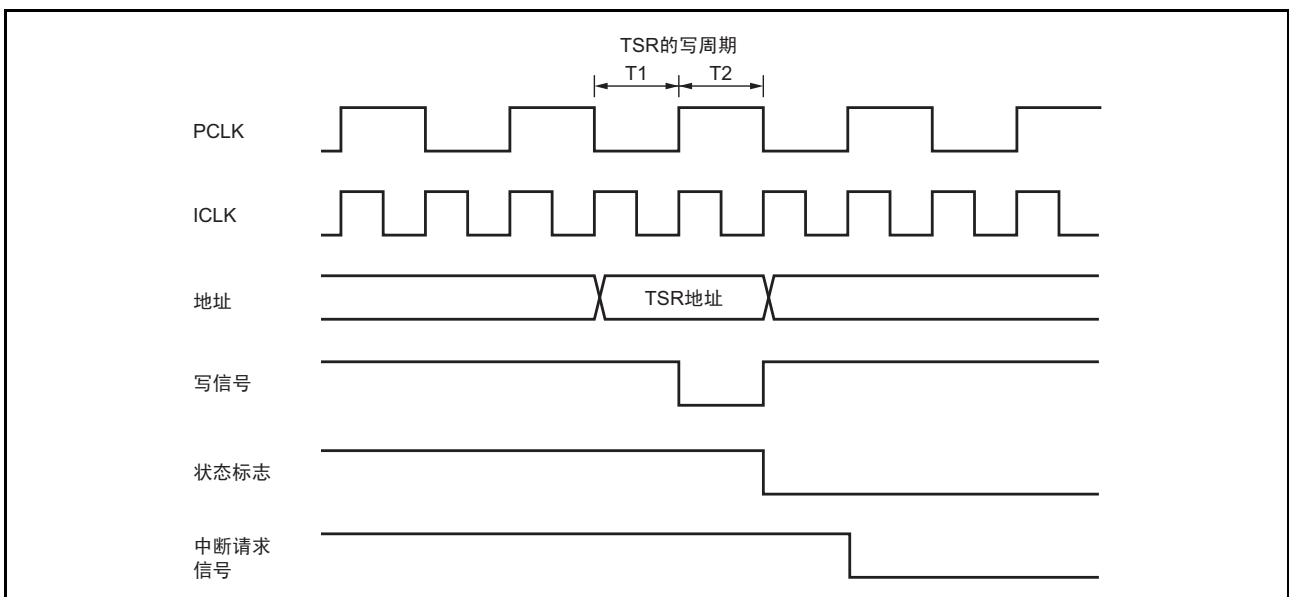 TSR的写周期
T1 T2
PCLK
ICLK
地址 TSR地址
写信号
状态标志
中断请求
信号